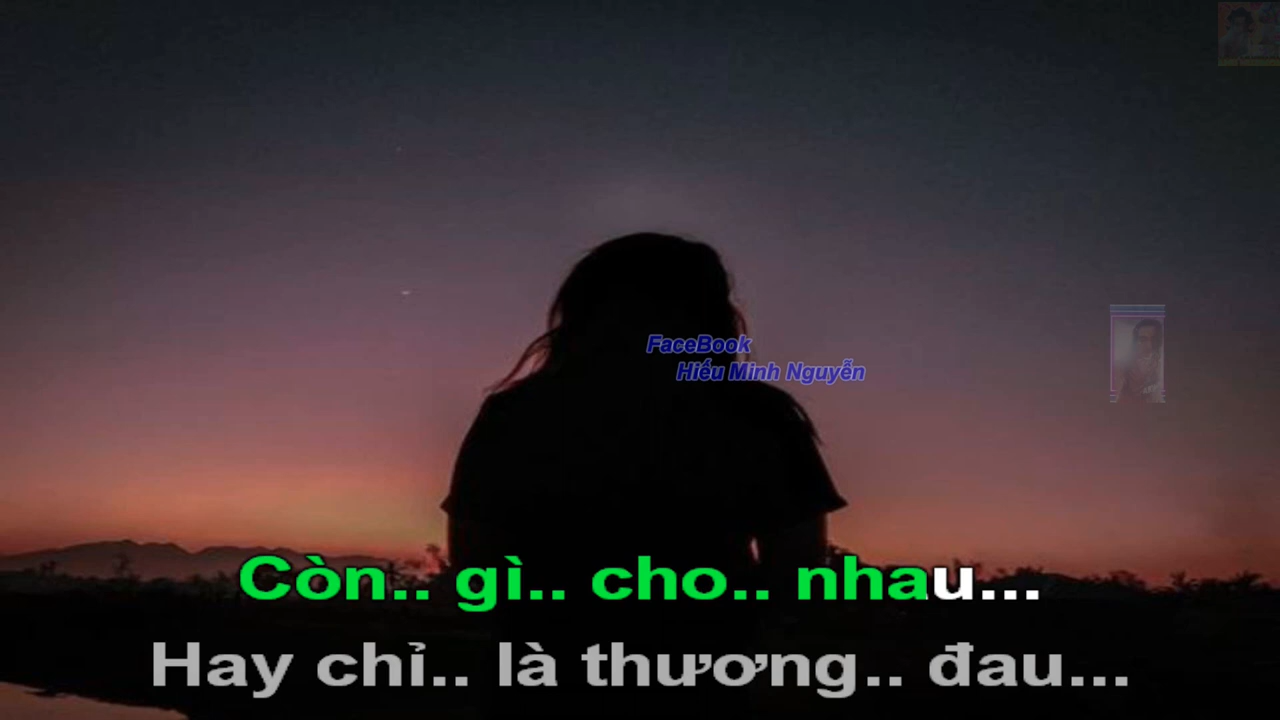 FaceBook
Hiếu Minh Nguyễn
Còn.. gì.. cho.. nhau...
Hay chỉ.. là thương.. đau...